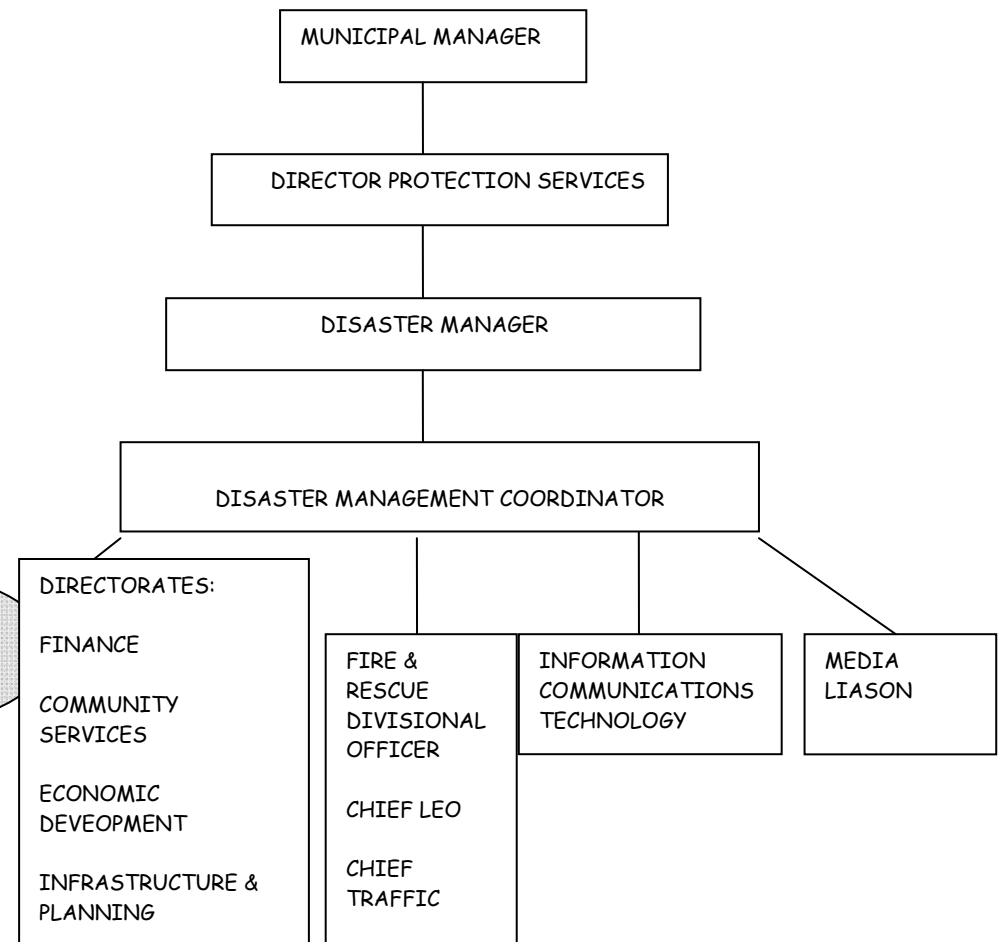 MUNICIPAL MANAGER
DIRECTOR PROTECTION SERVICES
DISASTER MANAGER
DISASTER MANAGEMENT COORDINATOR
DIRECTORATES:
FINANCE
COMMUNITY
SERVICES
ECONOMIC
DEVEOPMENT
INFRASTRUCTURE &
PLANNING
FIRE &
RESCUE
DIVISIONAL
OFFICER
CHIEF LEO
CHIEF
TRAFFIC
INFORMATION
COMMUNICATIONS
TECHNOLOGY
MEDIA
LIASON